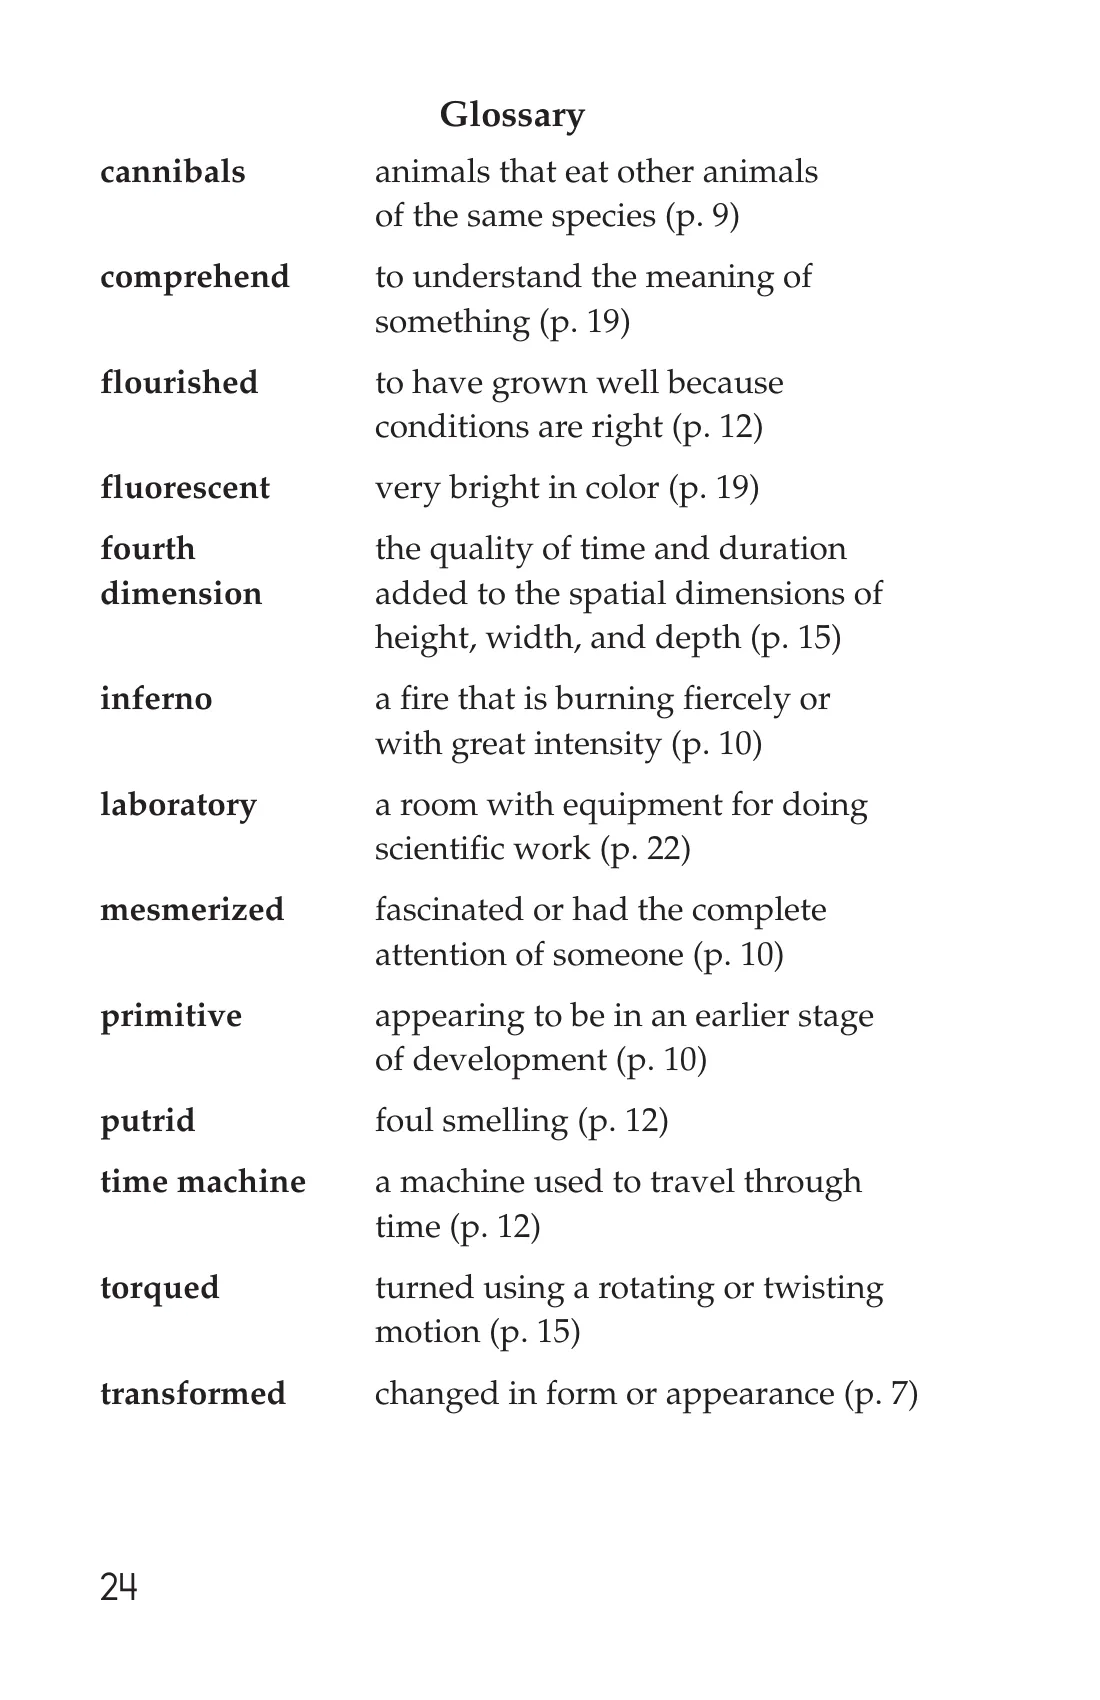 Glossary
cannibals animals that eat other animals
of the same species (p. 9)
comprehend to understand the meaning of
something (p. 19)
flourished to have grown well because
conditions are right (p. 12)
fluorescent very bright in color (p. 19)
fourth the quality of time and duration
dimension added to the spatial dimensions of
height, width, and depth (p. 15)
inferno a fire that is burning fiercely or
with great intensity (p. 10)
laboratory a room with equipment for doing
scientific work (p. 22)
mesmerized fascinated or had the complete
attention of someone (p. 10)
primitive appearing to be in an earlier stage
of development (p. 10)
putrid foul smelling (p. 12)
time machine a machine used to travel through
time (p. 12)
torqued turned using a rotating or twisting
motion (p. 15)
transformed changed in form or appearance (p. 7)
24